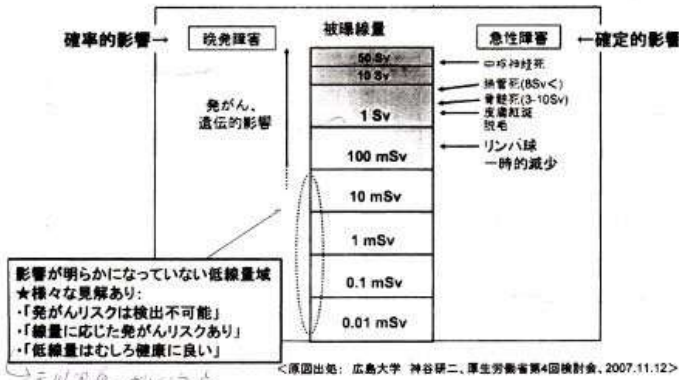 被曝線量
確率的影響→
晩発障害
急性障害
←確定的影響
50 Sv
中枢神経死
10 Sv
腸管死(8Sv<)
骨髄死(3-10Sv)
発がん、
遺伝的影響
1 Sv
皮膚紅斑
脱毛
リンパ球
一時的減少
100 mSv
10 mSv
1 mSv
0.1 mSv
0.01 mSv
影響が明らかになっていない低線量域
★様々な見解あり:
・「発がんリスクは検出不可能」
・「線量に応じた発がんリスクあり」
・「低線量はむしろ健康に良い」
<原図出処: 広島大学 神谷研二、厚生労働省第4回検討会、2007.11.12>